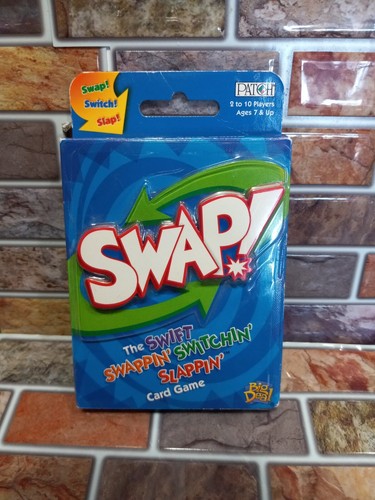 Swap!
Switch!
Slap!
PATCH
2 to 10 Players
Ages 7 & Up
SWAP!
The SWIFT
SWAPPIN' SWITCHIN'
SLAPPIN'
Card Game
Big
Deal